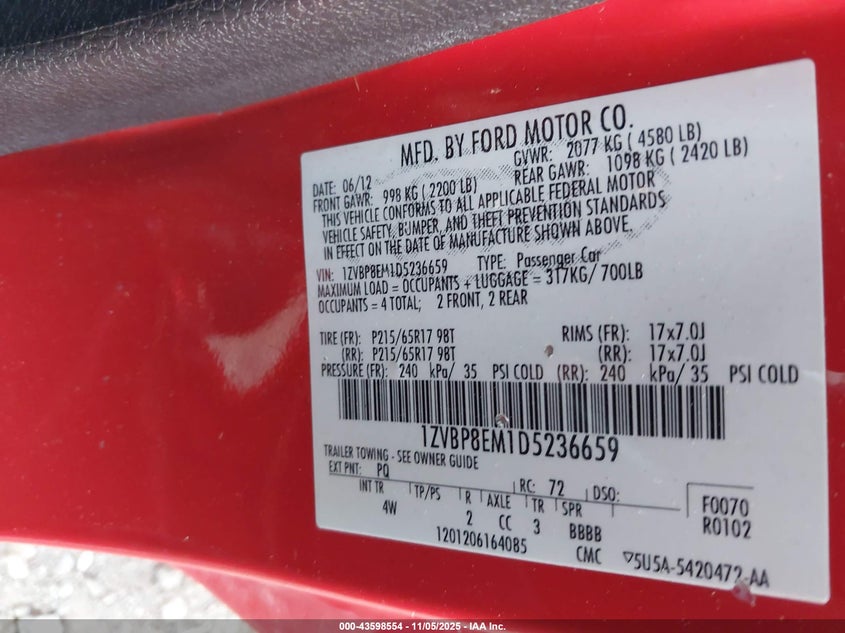 MFD. BY FORD MOTOR CO.
DATE: 06/12 GVWR: 2077 KG ( 4580 LB)
FRONT GAWR: 998 KG ( 2200 LB) REAR GAWR: 1098 KG ( 2420 LB)
THIS VEHICLE CONFORMS TO ALL APPLICABLE FEDERAL MOTOR
VEHICLE SAFETY, BUMPER, AND THEFT PREVENTION STANDARDS
IN EFFECT ON THE DATE OF MANUFACTURE SHOWN ABOVE.
VIN: 1ZVBP8EM1D5236659 TYPE: Passenger Car
MAXIMUM LOAD = OCCUPANTS + LUGGAGE = 317KG/ 700LB
OCCUPANTS = 4 TOTAL; 2 FRONT, 2 REAR
TIRE (FR): P215/65R17 98T RIMS (FR): 17x7.0J
(RR): P215/65R17 98T (RR): 17x7.0J
PRESSURE (FR): 240 kPa/ 35 PSI COLD (RR): 240 kPa/ 35 PSI COLD
1ZVBP8EM1D5236659
TRAILER TOWING - SEE OWNER GUIDE
EXT PNT: PQ RC: 72 DSO:
INT TR TP/PS R AXLE TR SPR F0070
4W 2 CC 3 BBBB R0102
1201206164085 CMC ▽5U5A-5420472-AA
000-43598554 - 11/05/2025 - IAA Inc.